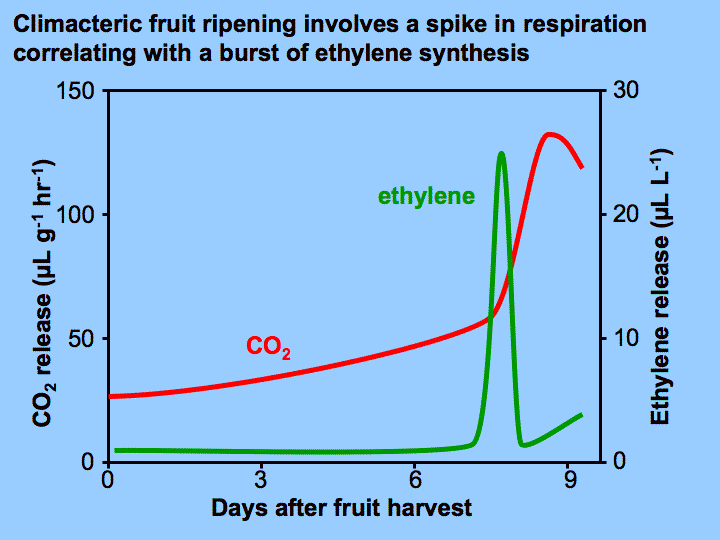 Climacteric fruit ripening involves a spike in respiration
correlating with a burst of ethylene synthesis
150
100
50
0
CO₂ release (µL g⁻¹ hr⁻¹)
ethylene
CO₂
30
20
10
0
Ethylene release (µL L⁻¹)
0
3
6
9
Days after fruit harvest